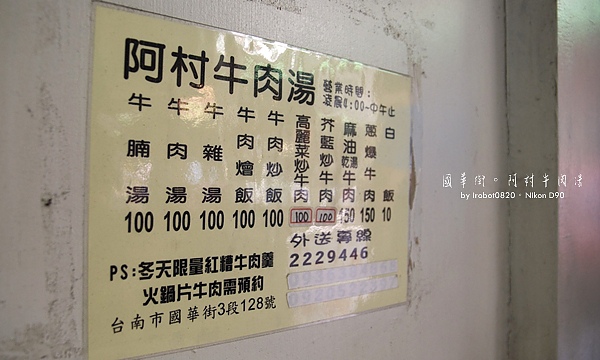 阿村牛肉湯
營業時間:
凌晨4:00~中午止
牛腩湯 100
牛肉湯 100
牛雜湯 100
牛肉燴飯 100
牛肉炒飯 100
高麗菜炒牛肉 100
芥藍炒牛肉 100
麻油乾湯牛肉 150
蔥爆牛肉 150
白飯 10
外送專線
2229446
PS:冬天限量紅糟牛肉羹
火鍋片牛肉需預約
台南市國華街3段128號
國華街。阿村牛肉湯
by irobot0820。Nikon D90